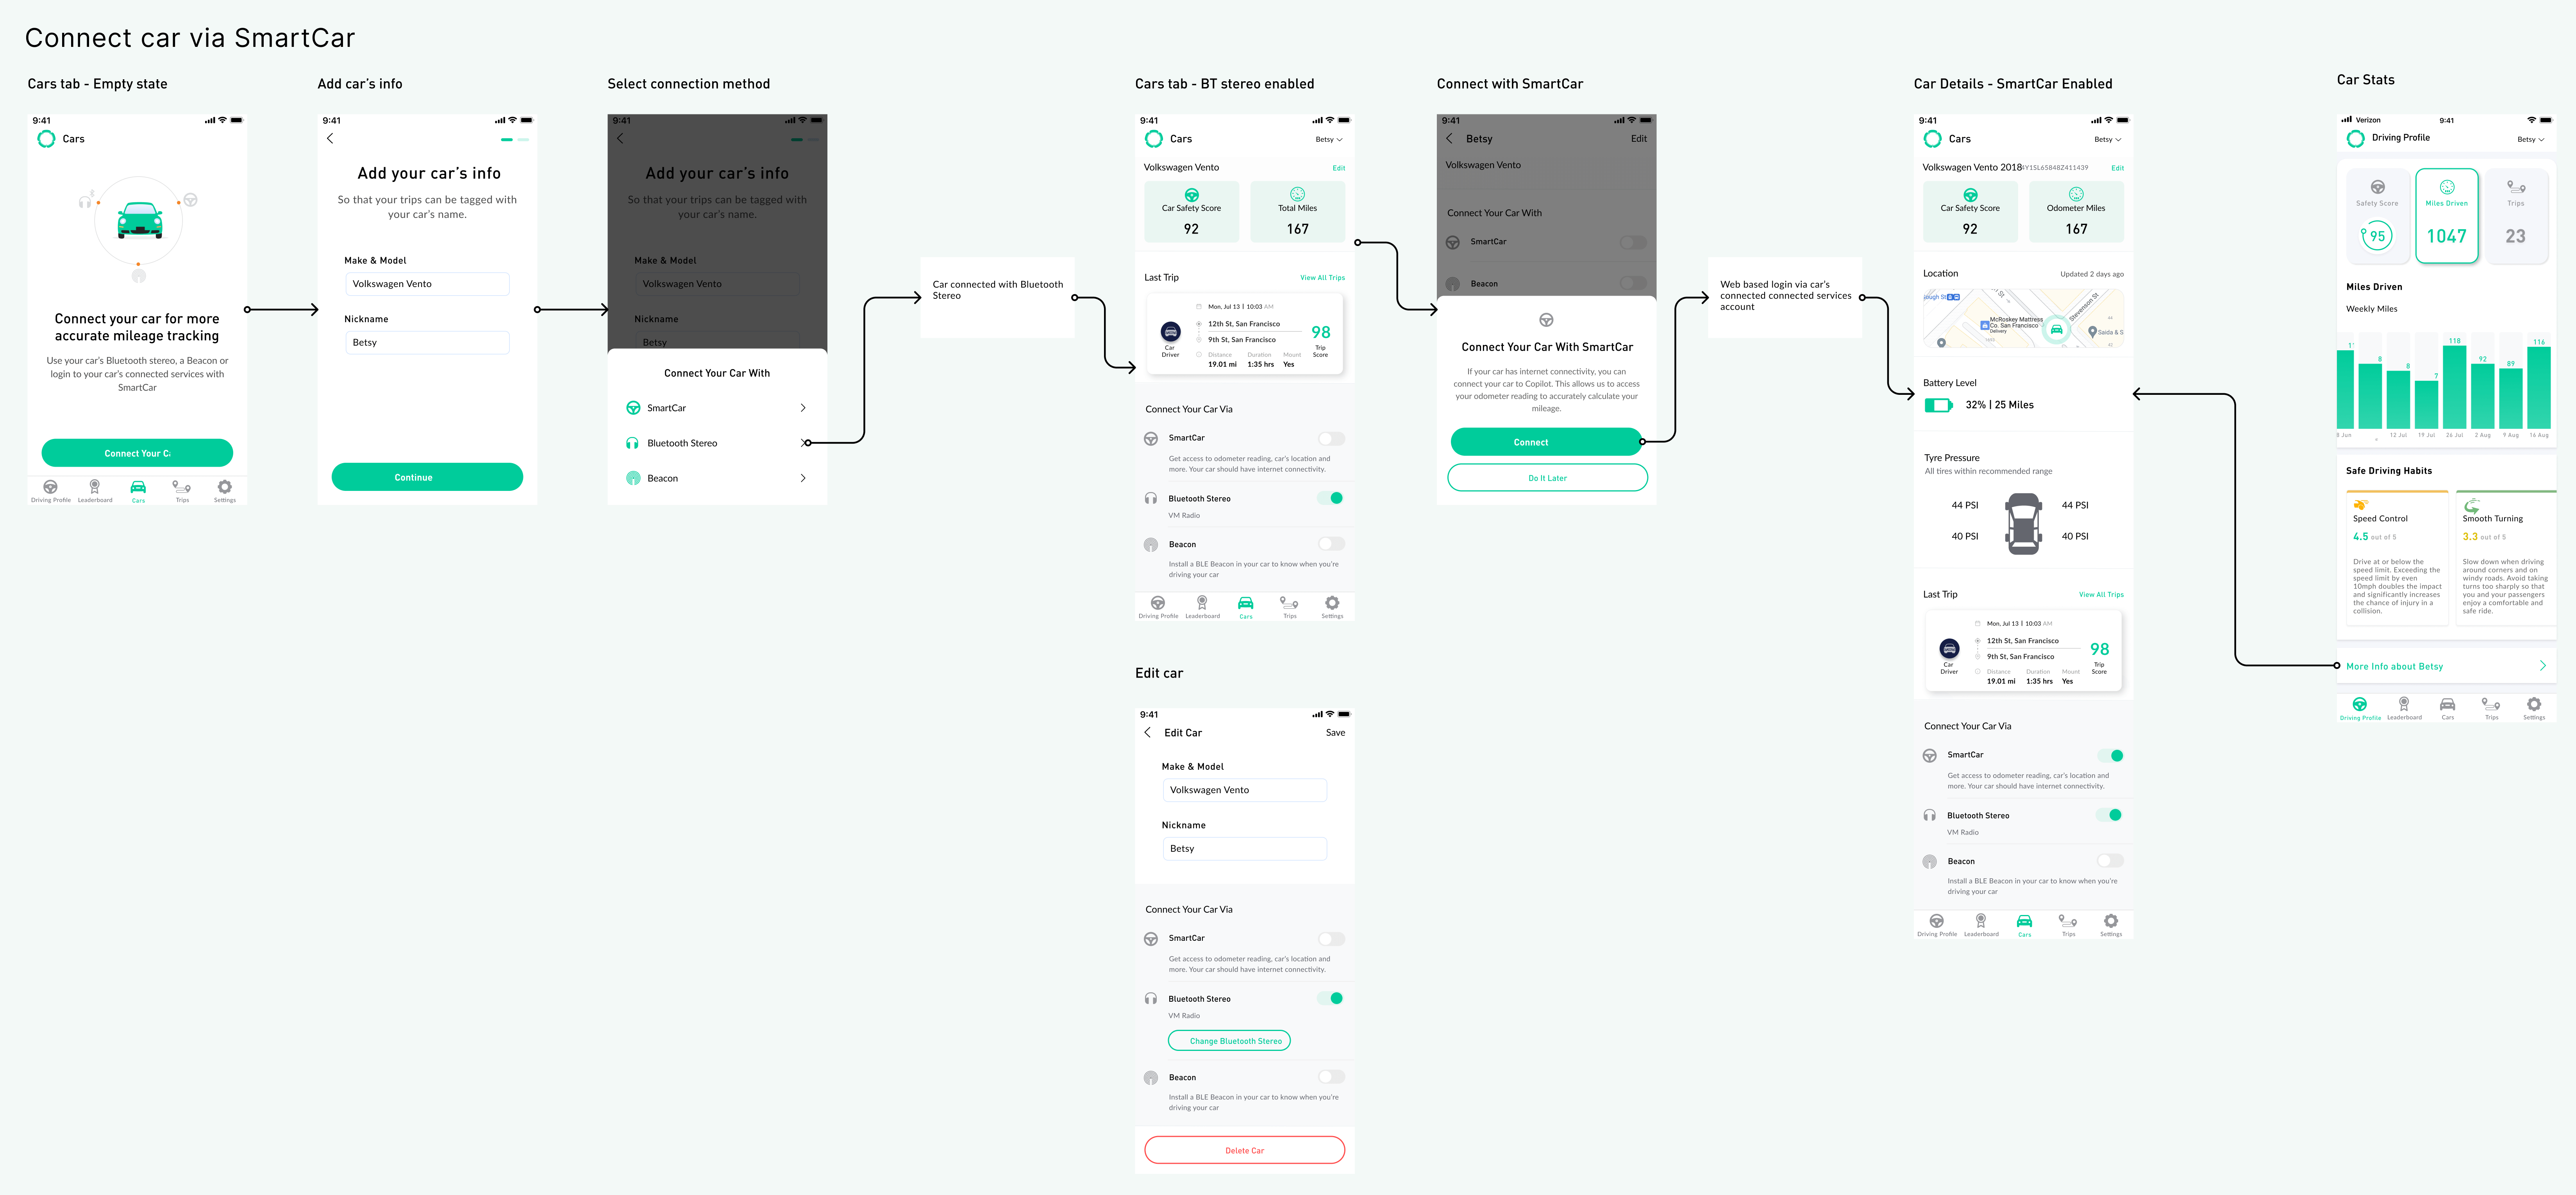 Connect car via SmartCar
Cars tab - Empty state
9:41
Cars
Connect your car for more
accurate mileage tracking
Use your car's Bluetooth stereo, a Beacon or
login to your car's connected services with
SmartCar
Connect Your Ca
Driving Profile
Leaderboard
Cars
Trips
Settings
Add car's info
9:41
Add your car's info
So that your trips can be tagged with
your car's name.
Make & Model
Volkswagen Vento
Nickname
Betsy
Continue
Select connection method
9:41
Add your car's info
So that your trips can be tagged with
your car's name.
Make & Model
Volkswagen Vento
Nickname
Betsy
Connect Your Car With
SmartCar
Bluetooth Stereo
Beacon
Car connected with Bluetooth
Stereo
Cars tab - BT stereo enabled
9:41
Cars
Betsy
Volkswagen Vento
Edit
Car Safety Score
92
Total Miles
167
Last Trip
View All Trips
Mon, Jul 13 | 10:03 AM
12th St, San Francisco
9th St, San Francisco
Car
Driver
98
Trip
Score
Distance
Duration
Mount
19.01 mi
1:35 hrs
Yes
Connect Your Car Via
SmartCar
Get access to odometer reading, car's location and
more. Your car should have internet connectivity.
Bluetooth Stereo
VM Radio
Beacon
Install a BLE Beacon in your car to know when you're
driving your car
Driving Profile
Leaderboard
Cars
Trips
Settings
Edit car
9:41
Edit Car
Save
Make & Model
Volkswagen Vento
Nickname
Betsy
Connect Your Car Via
SmartCar
Get access to odometer reading, car's location and
more. Your car should have internet connectivity.
Bluetooth Stereo
VM Radio
Change Bluetooth Stereo
Beacon
Install a BLE Beacon in your car to know when you're
driving your car
Delete Car
Connect with SmartCar
9:41
Betsy
Edit
Volkswagen Vento
Connect Your Car With
SmartCar
Beacon
Connect Your Car With SmartCar
If your car has internet connectivity, you can
connect your car to Copilot. This allows us to access
your odometer reading to accurately calculate your
mileage.
Connect
Do It Later
Web based login via car's
connected connected services
account
Car Details - SmartCar Enabled
9:41
Cars
Betsy
Volkswagen Vento 2018
Y1SL65848Z411439
Edit
Car Safety Score
92
Odometer Miles
167
Location
Updated 2 days ago
ough St
McRoskey Mattress
Co. San Francisco
Delivery
Stevenson St
Saida & S
Battery Level
32% | 25 Miles
Tyre Pressure
All tires within recommended range
44 PSI
44 PSI
40 PSI
40 PSI
Last Trip
View All Trips
Mon, Jul 13 | 10:03 AM
12th St, San Francisco
9th St, San Francisco
Car
Driver
98
Trip
Score
Distance
Duration
Mount
19.01 mi
1:35 hrs
Yes
Connect Your Car Via
SmartCar
Get access to odometer reading, car's location and
more. Your car should have internet connectivity.
Bluetooth Stereo
VM Radio
Beacon
Install a BLE Beacon in your car to know when you're
driving your car
Driving Profile
Leaderboard
Cars
Trips
Settings
Car Stats
Verizon
9:41
Driving Profile
Betsy
Safety Score
95
Miles Driven
1047
Trips
23
Miles Driven
Weekly Miles
118
92
89
116
8 Jun
12 Jul
19 Jul
26 Jul
2 Aug
9 Aug
16 Aug
Safe Driving Habits
Speed Control
4.5 out of 5
Drive at or below the
speed limit. Exceeding the
speed limit by even
10mph doubles the impact
and significantly increases
the chance of injury in a
collision.
Smooth Turning
3.3 out of 5
Slow down when driving
around corners and on
windy roads. Avoid taking
turns too sharply so that
you and your passengers
enjoy a comfortable and
safe ride.
More Info about Betsy
Driving Profile
Leaderboard
Cars
Trips
Settings